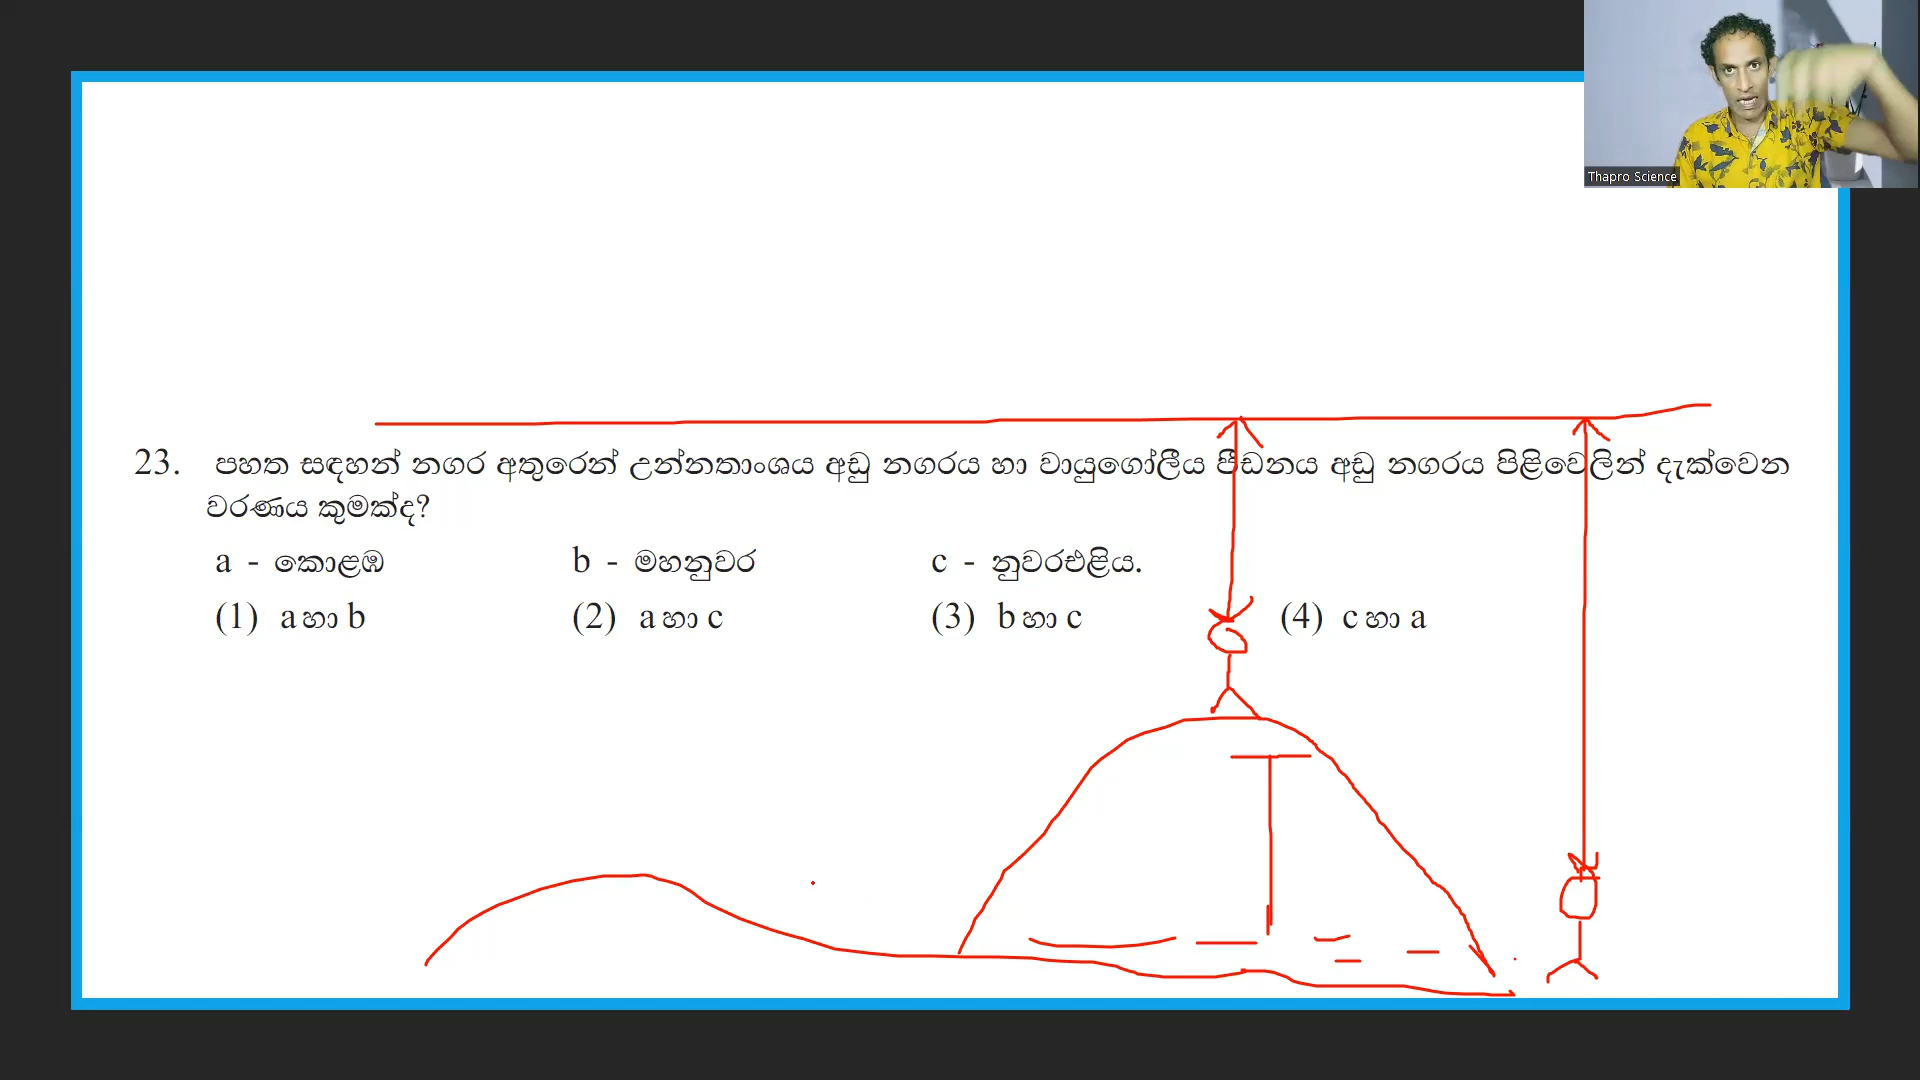 Thapro Science
23. පහත සඳහන් නගර අතුරෙන් උන්නතාංශය අඩු නගරය හා වායුගෝලීය පීඩනය අඩු නගරය පිළිවෙලින් දැක්වෙන
වරණය කුමක්ද?
a - කොළඹ b - මහනුවර c - නුවරඑළිය.
(1) a හා b (2) a හා c (3) b හා c (4) c හා a